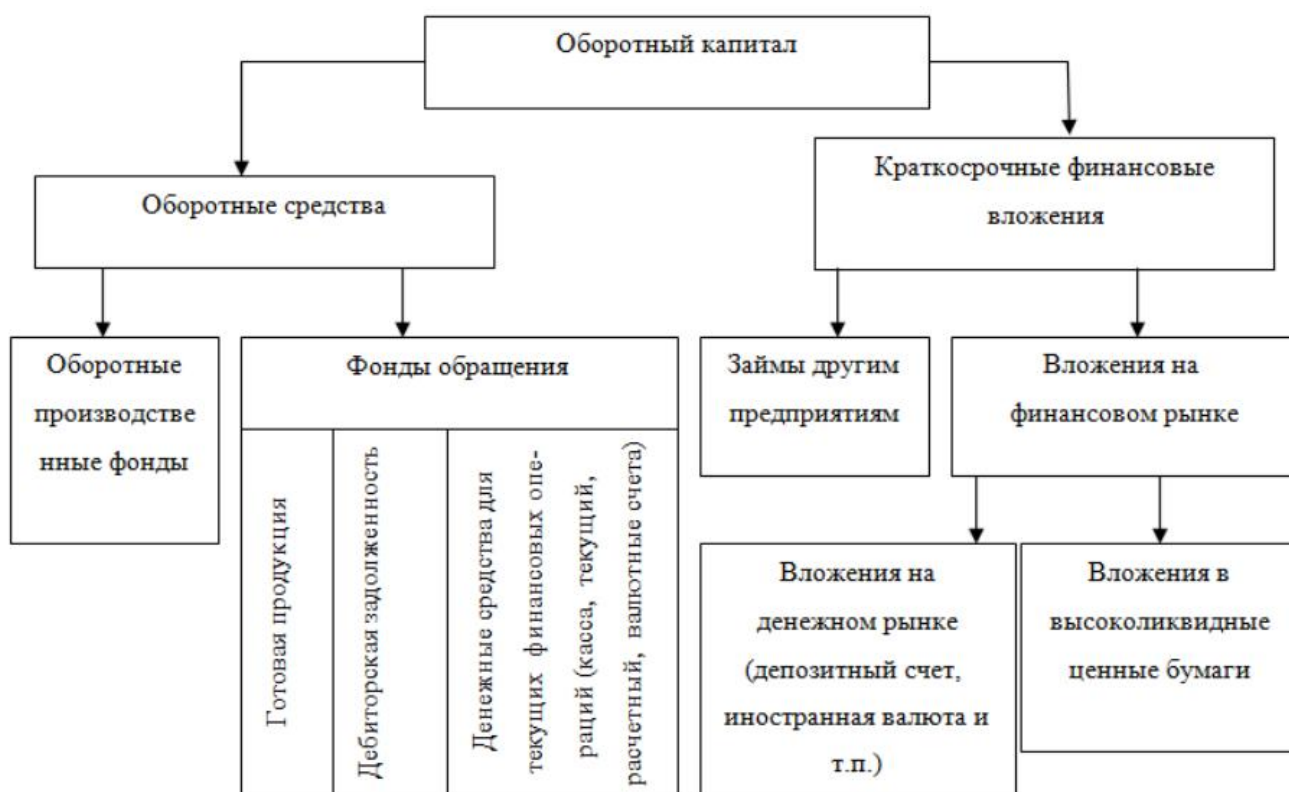 Оборотный капитал
Оборотные средства
Краткосрочные финансовые
вложения
Оборотные
производстве
нные фонды
Фонды обращения
Готовая продукция
Дебиторская задолженность
Денежные средства для
текущих финансовых опе-
раций (касса, текущий,
расчетный, валютные счета)
Займы другим
предприятиям
Вложения на
финансовом рынке
Вложения на
денежном рынке
(депозитный счет,
иностранная валюта и
т.п.)
Вложения в
высоколиквидные
ценные бумаги